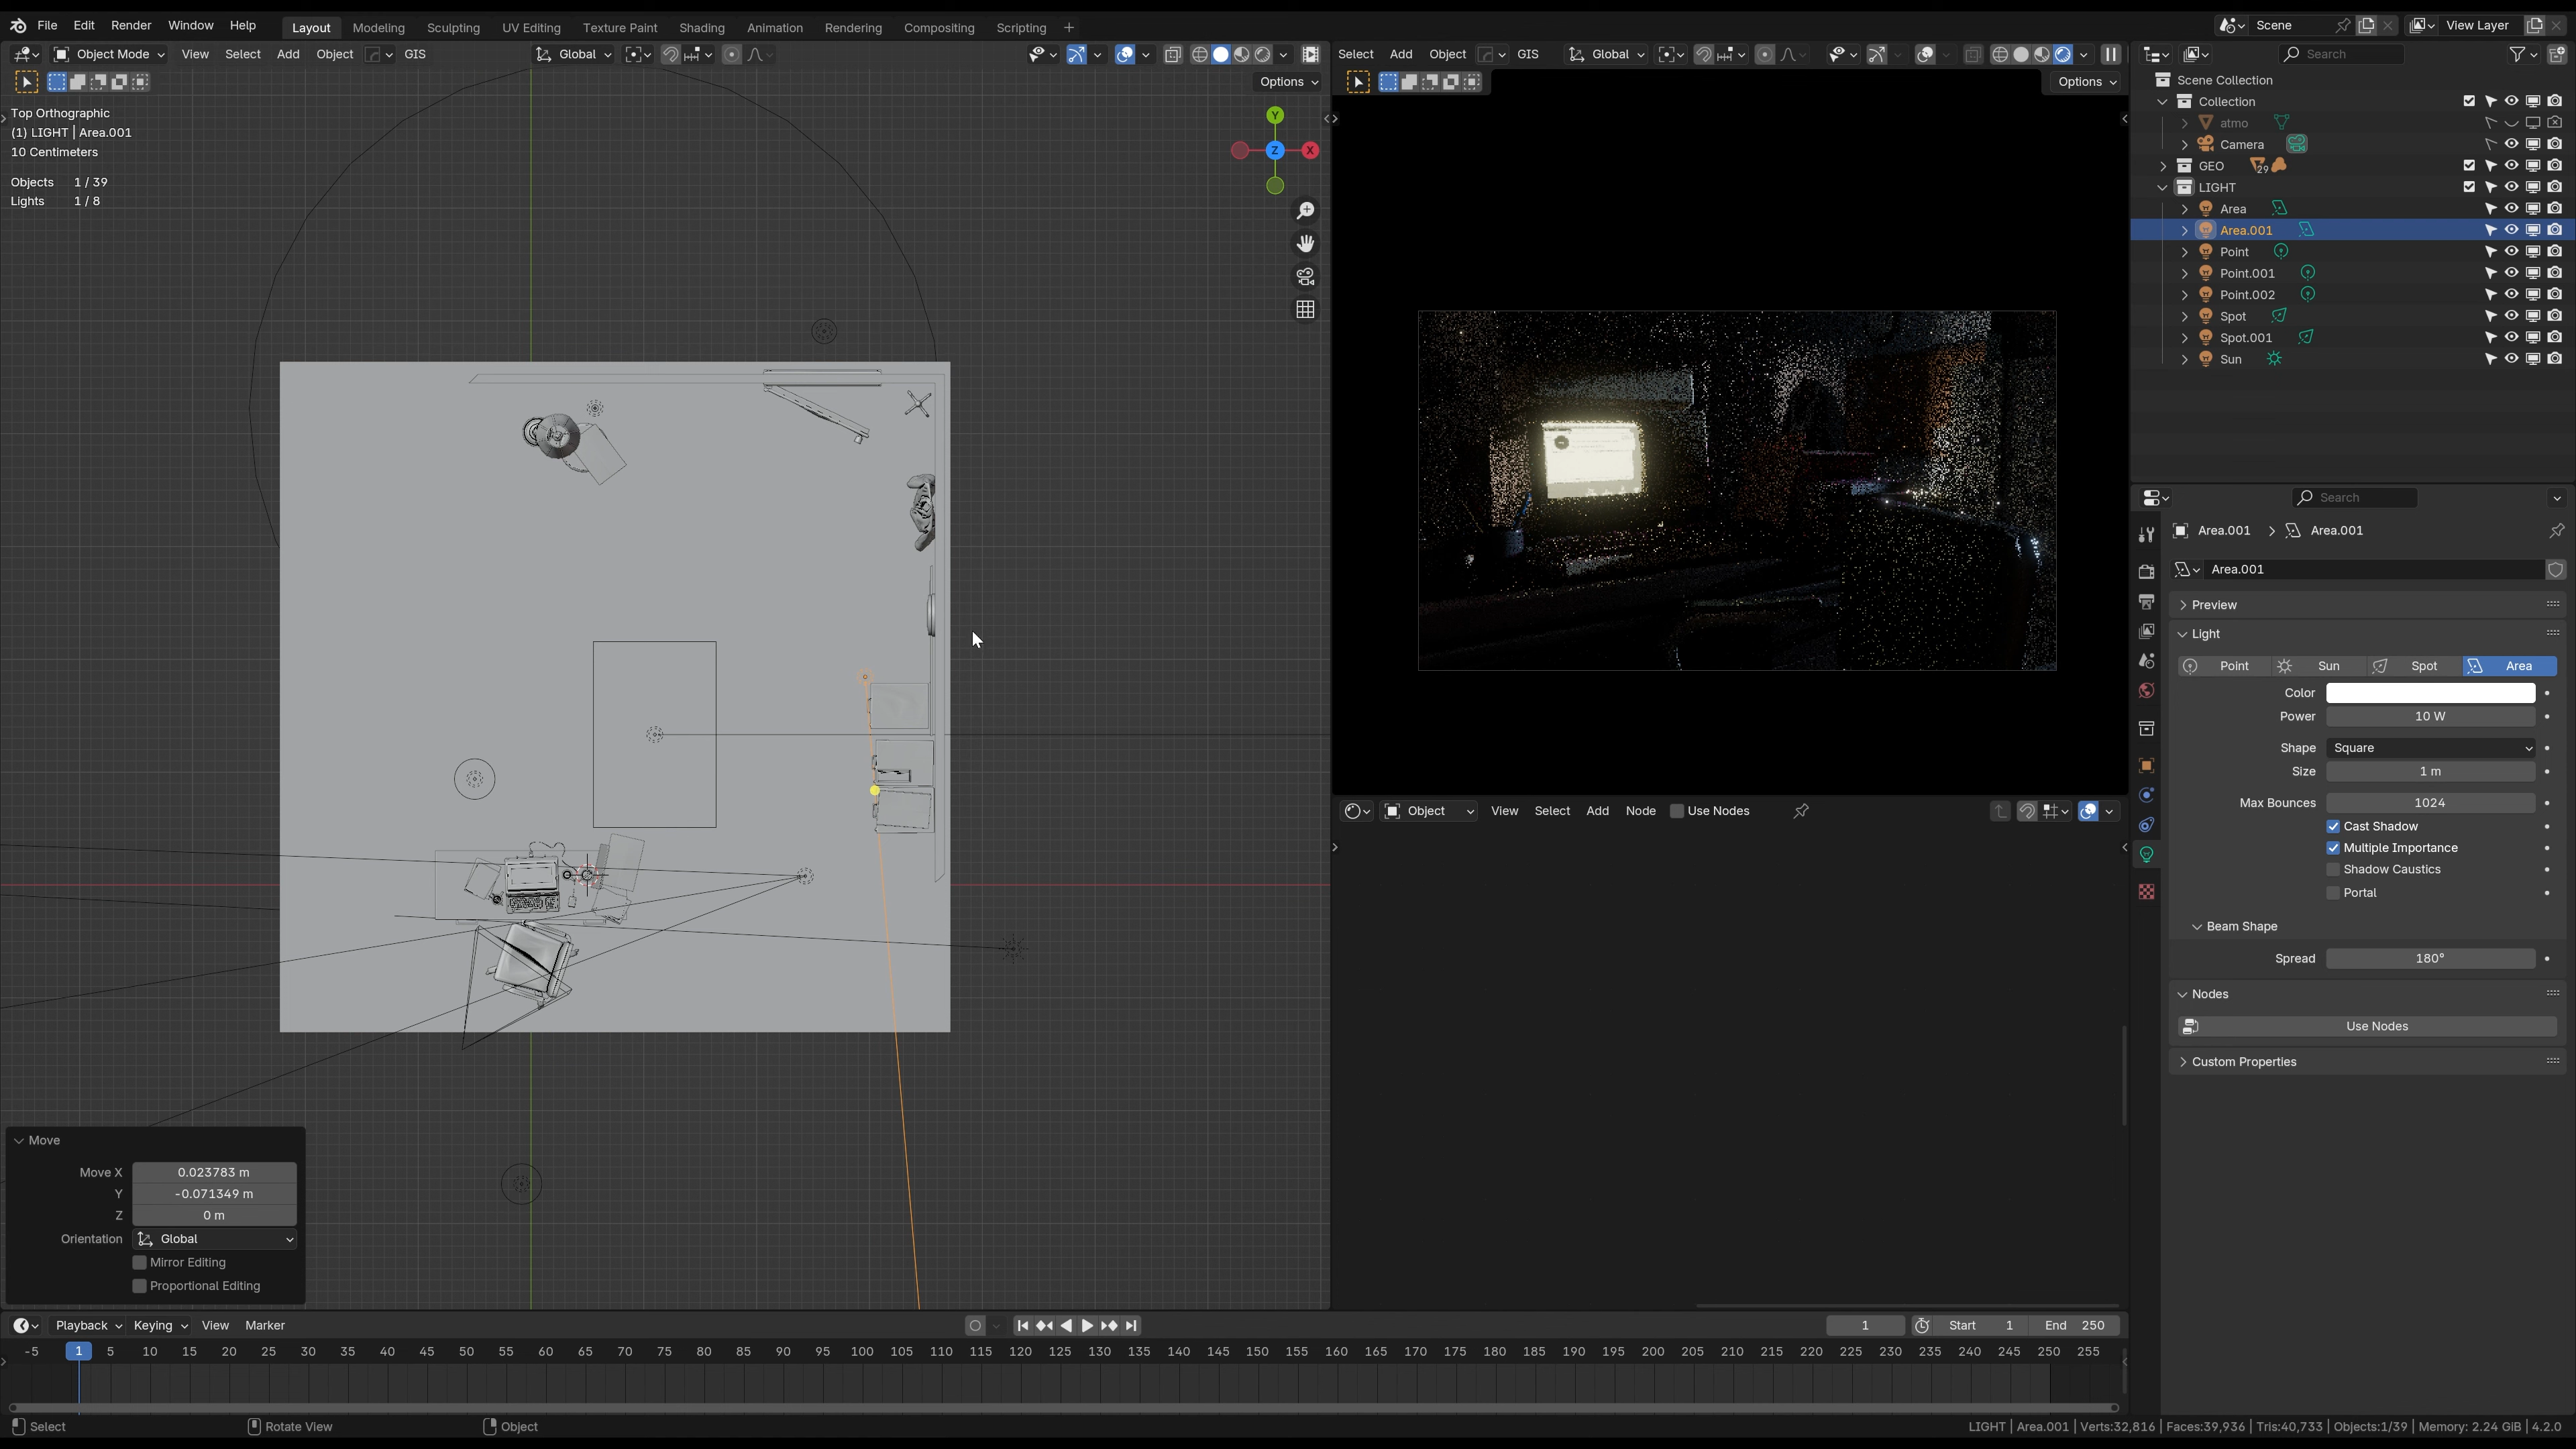 File Edit Render Window Help Layout Modeling Sculpting UV Editing Texture Paint Shading Animation Rendering Compositing Scripting + Scene View Layer
Object Mode View Select Add Object GIS Global
Select Add Object GIS Global
Search
Options
Options
Top Orthographic
(1) LIGHT | Area.001
10 Centimeters
Objects 1 / 39
Lights 1 / 8
Y
Z
X
Scene Collection
Collection
atmo
Camera
GEO 29
LIGHT
Area
Area.001
Point
Point.001
Point.002
Spot
Spot.001
Sun
Search
Area.001 > Area.001
Area.001
Preview
Light
Point Sun Spot Area
Color
Power 10 W
Shape Square
Size 1 m
Max Bounces 1024
Cast Shadow
Multiple Importance
Shadow Caustics
Portal
Beam Shape
Spread 180°
Nodes
Use Nodes
Custom Properties
Object View Select Add Node Use Nodes
Move
Move X 0.023783 m
Y -0.071349 m
Z 0 m
Orientation Global
Mirror Editing
Proportional Editing
Playback Keying View Marker 1 Start 1 End 250
-5 1 5 10 15 20 25 30 35 40 45 50 55 60 65 70 75 80 85 90 95 100 105 110 115 120 125 130 135 140 145 150 155 160 165 170 175 180 185 190 195 200 205 210 215 220 225 230 235 240 245 250 255
Select Rotate View Object LIGHT | Area.001 | Verts:32,816 | Faces:39,936 | Tris:40,733 | Objects:1/39 | Memory: 2.24 GiB | 4.2.0